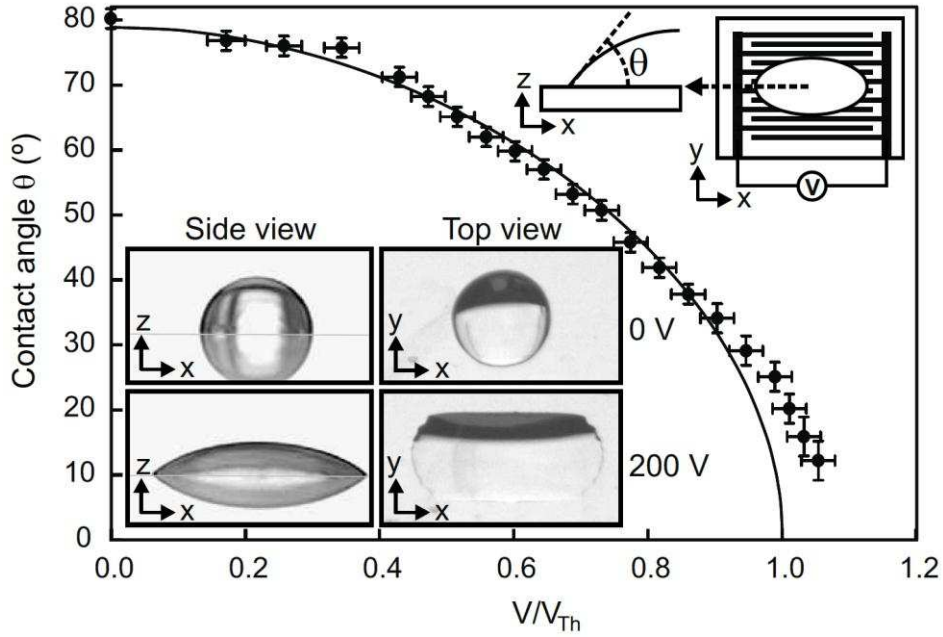 80
70
60
50
40
30
20
10
0
Contact angle θ (º)
0.0
0.2
0.4
0.6
0.8
1.0
1.2
V/V_Th
z
x
θ
y
x
V
Side view
Top view
z
x
y
x
0 V
z
x
y
x
200 V